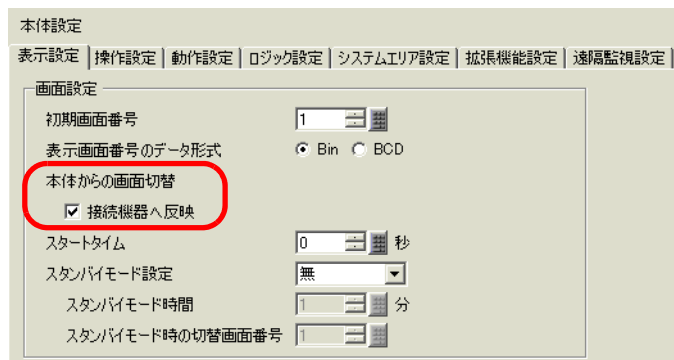 本体設定
表示設定 操作設定 動作設定 ロジック設定 システムエリア設定 拡張機能設定 遠隔監視設定
画面設定
初期画面番号 1
表示画面番号のデータ形式 Bin BCD
本体からの画面切替
接続機器へ反映
スタートタイム 0 秒
スタンバイモード設定 無
スタンバイモード時間 1 分
スタンバイモード時の切替画面番号 1